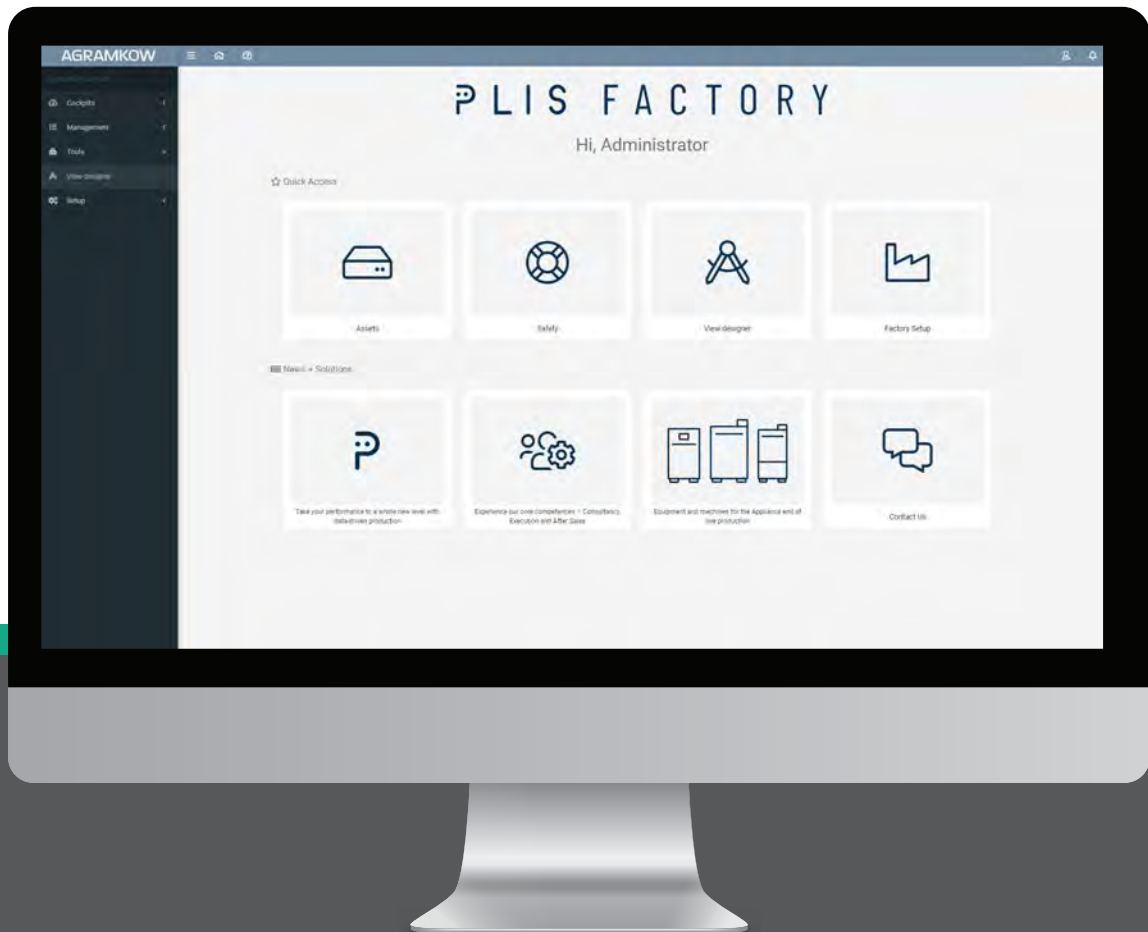 AGRAMKOW
Cockpits
Management
Tools
View designer
Setup
PLIS FACTORY
Hi, Administrator
Quick Access
Assets
Safety
View designer
Factory Setup
News + Solutions
Take your performance to a whole new level with
data-driven production
Experience our core competences – Consultancy,
Execution and After Sales
Equipment and machines for the Appliance end of
line production
Contact Us